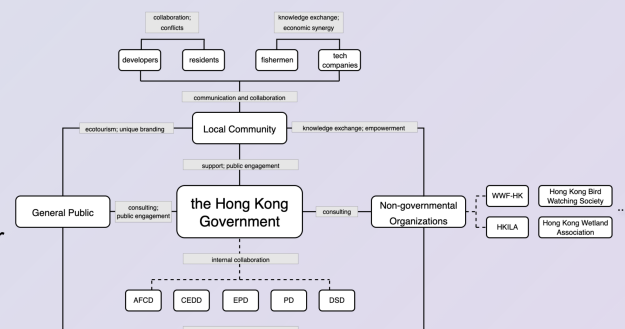 collaboration;
conflicts
knowledge exchange;
economic synergy
developers
residents
fishermen
tech
companies
communication and collaboration
ecotourism; unique branding
Local Community
knowledge exchange; empowerment
support; public engagement
General Public
consulting;
public engagement
the Hong Kong
Government
consulting
Non-governmental
Organizations
WWF-HK
Hong Kong Bird
Watching Society
HKILA
Hong Kong Wetland
Association
...
internal collaboration
AFCD
CEDD
EPD
PD
DSD